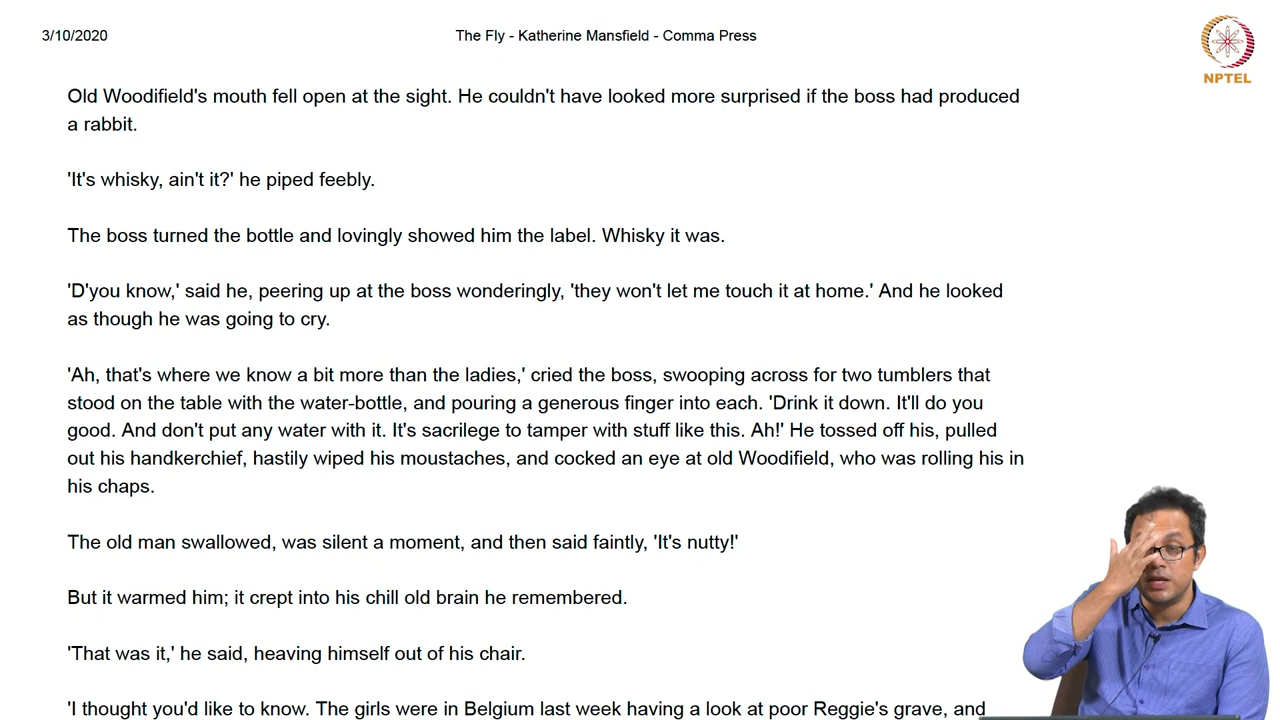 3/10/2020
The Fly - Katherine Mansfield - Comma Press
NPTEL
Old Woodifield's mouth fell open at the sight. He couldn't have looked more surprised if the boss had produced
a rabbit.
'It's whisky, ain't it?' he piped feebly.
The boss turned the bottle and lovingly showed him the label. Whisky it was.
'D'you know,' said he, peering up at the boss wonderingly, 'they won't let me touch it at home.' And he looked
as though he was going to cry.
'Ah, that's where we know a bit more than the ladies,' cried the boss, swooping across for two tumblers that
stood on the table with the water-bottle, and pouring a generous finger into each. 'Drink it down. It'll do you
good. And don't put any water with it. It's sacrilege to tamper with stuff like this. Ah!' He tossed off his, pulled
out his handkerchief, hastily wiped his moustaches, and cocked an eye at old Woodifield, who was rolling his in
his chaps.
The old man swallowed, was silent a moment, and then said faintly, 'It's nutty!'
But it warmed him; it crept into his chill old brain he remembered.
'That was it,' he said, heaving himself out of his chair.
'I thought you'd like to know. The girls were in Belgium last week having a look at poor Reggie's grave, and